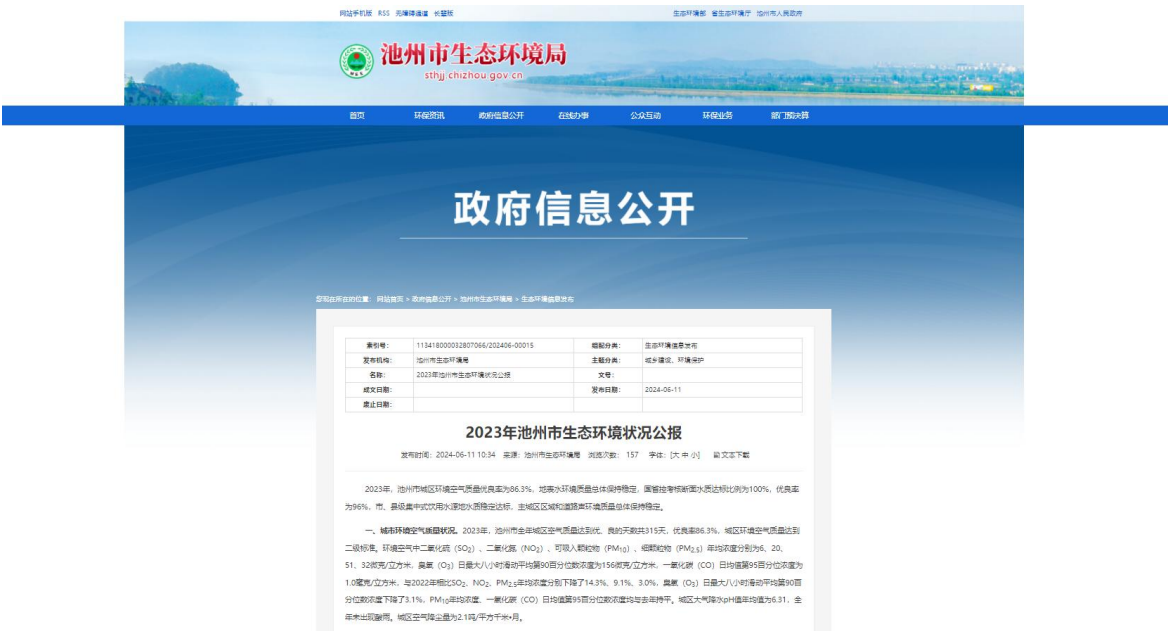 网站手机版 RSS 无障碍通道 长辈版
生态环境部 省生态环境厅 池州市人民政府
池州市生态环境局
sthjj.chizhou.gov.cn
首页 环保资讯 政府信息公开 在线办事 公众互动 环保业务 部门预决算
政府信息公开
您现在所在的位置： 网站首页 > 政府信息公开 > 池州市生态环境局 > 生态环境信息发布
索引号： 113418000032807066/202406-00015 组配分类： 生态环境信息发布
发布机构： 池州市生态环境局 主题分类： 城乡建设、环境保护
名称： 2023年池州市生态环境状况公报 文号：
成文日期： 发布日期： 2024-06-11
废止日期：
2023年池州市生态环境状况公报
发布时间：2024-06-11 10:34 来源：池州市生态环境局 浏览次数： 157 字体：[大 中 小] 文本下载
2023年，池州市城区环境空气质量优良率为86.3%，地表水环境质量总体保持稳定，国省控考核断面水质达标比例为100%，优良率
为96%，市、县级集中式饮用水源地水质稳定达标，主城区区域和道路声环境质量总体保持稳定。
一、城市环境空气质量状况。2023年，池州市全年城区空气质量达到优、良的天数共315天，优良率86.3%，城区环境空气质量达到
二级标准。环境空气中二氧化硫（SO₂）、二氧化氮（NO₂）、可吸入颗粒物（PM₁₀）、细颗粒物（PM₂.₅）年均浓度分别为6、20、
51、32微克/立方米，臭氧（O₃）日最大八小时滑动平均第90百分位数浓度为156微克/立方米，一氧化碳（CO）日均值第95百分位浓度为
1.0毫克/立方米，与2022年相比SO₂、NO₂、PM₂.₅年均浓度分别下降了14.3%、9.1%、3.0%，臭氧（O₃）日最大八小时滑动平均第90百
分位数浓度下降了3.1%，PM₁₀年均浓度、一氧化碳（CO）日均值第95百分位数浓度均与去年持平。城区大气降水pH值年均值为6.31，全
年未出现酸雨。城区空气降尘量为2.1吨/平方千米•月。